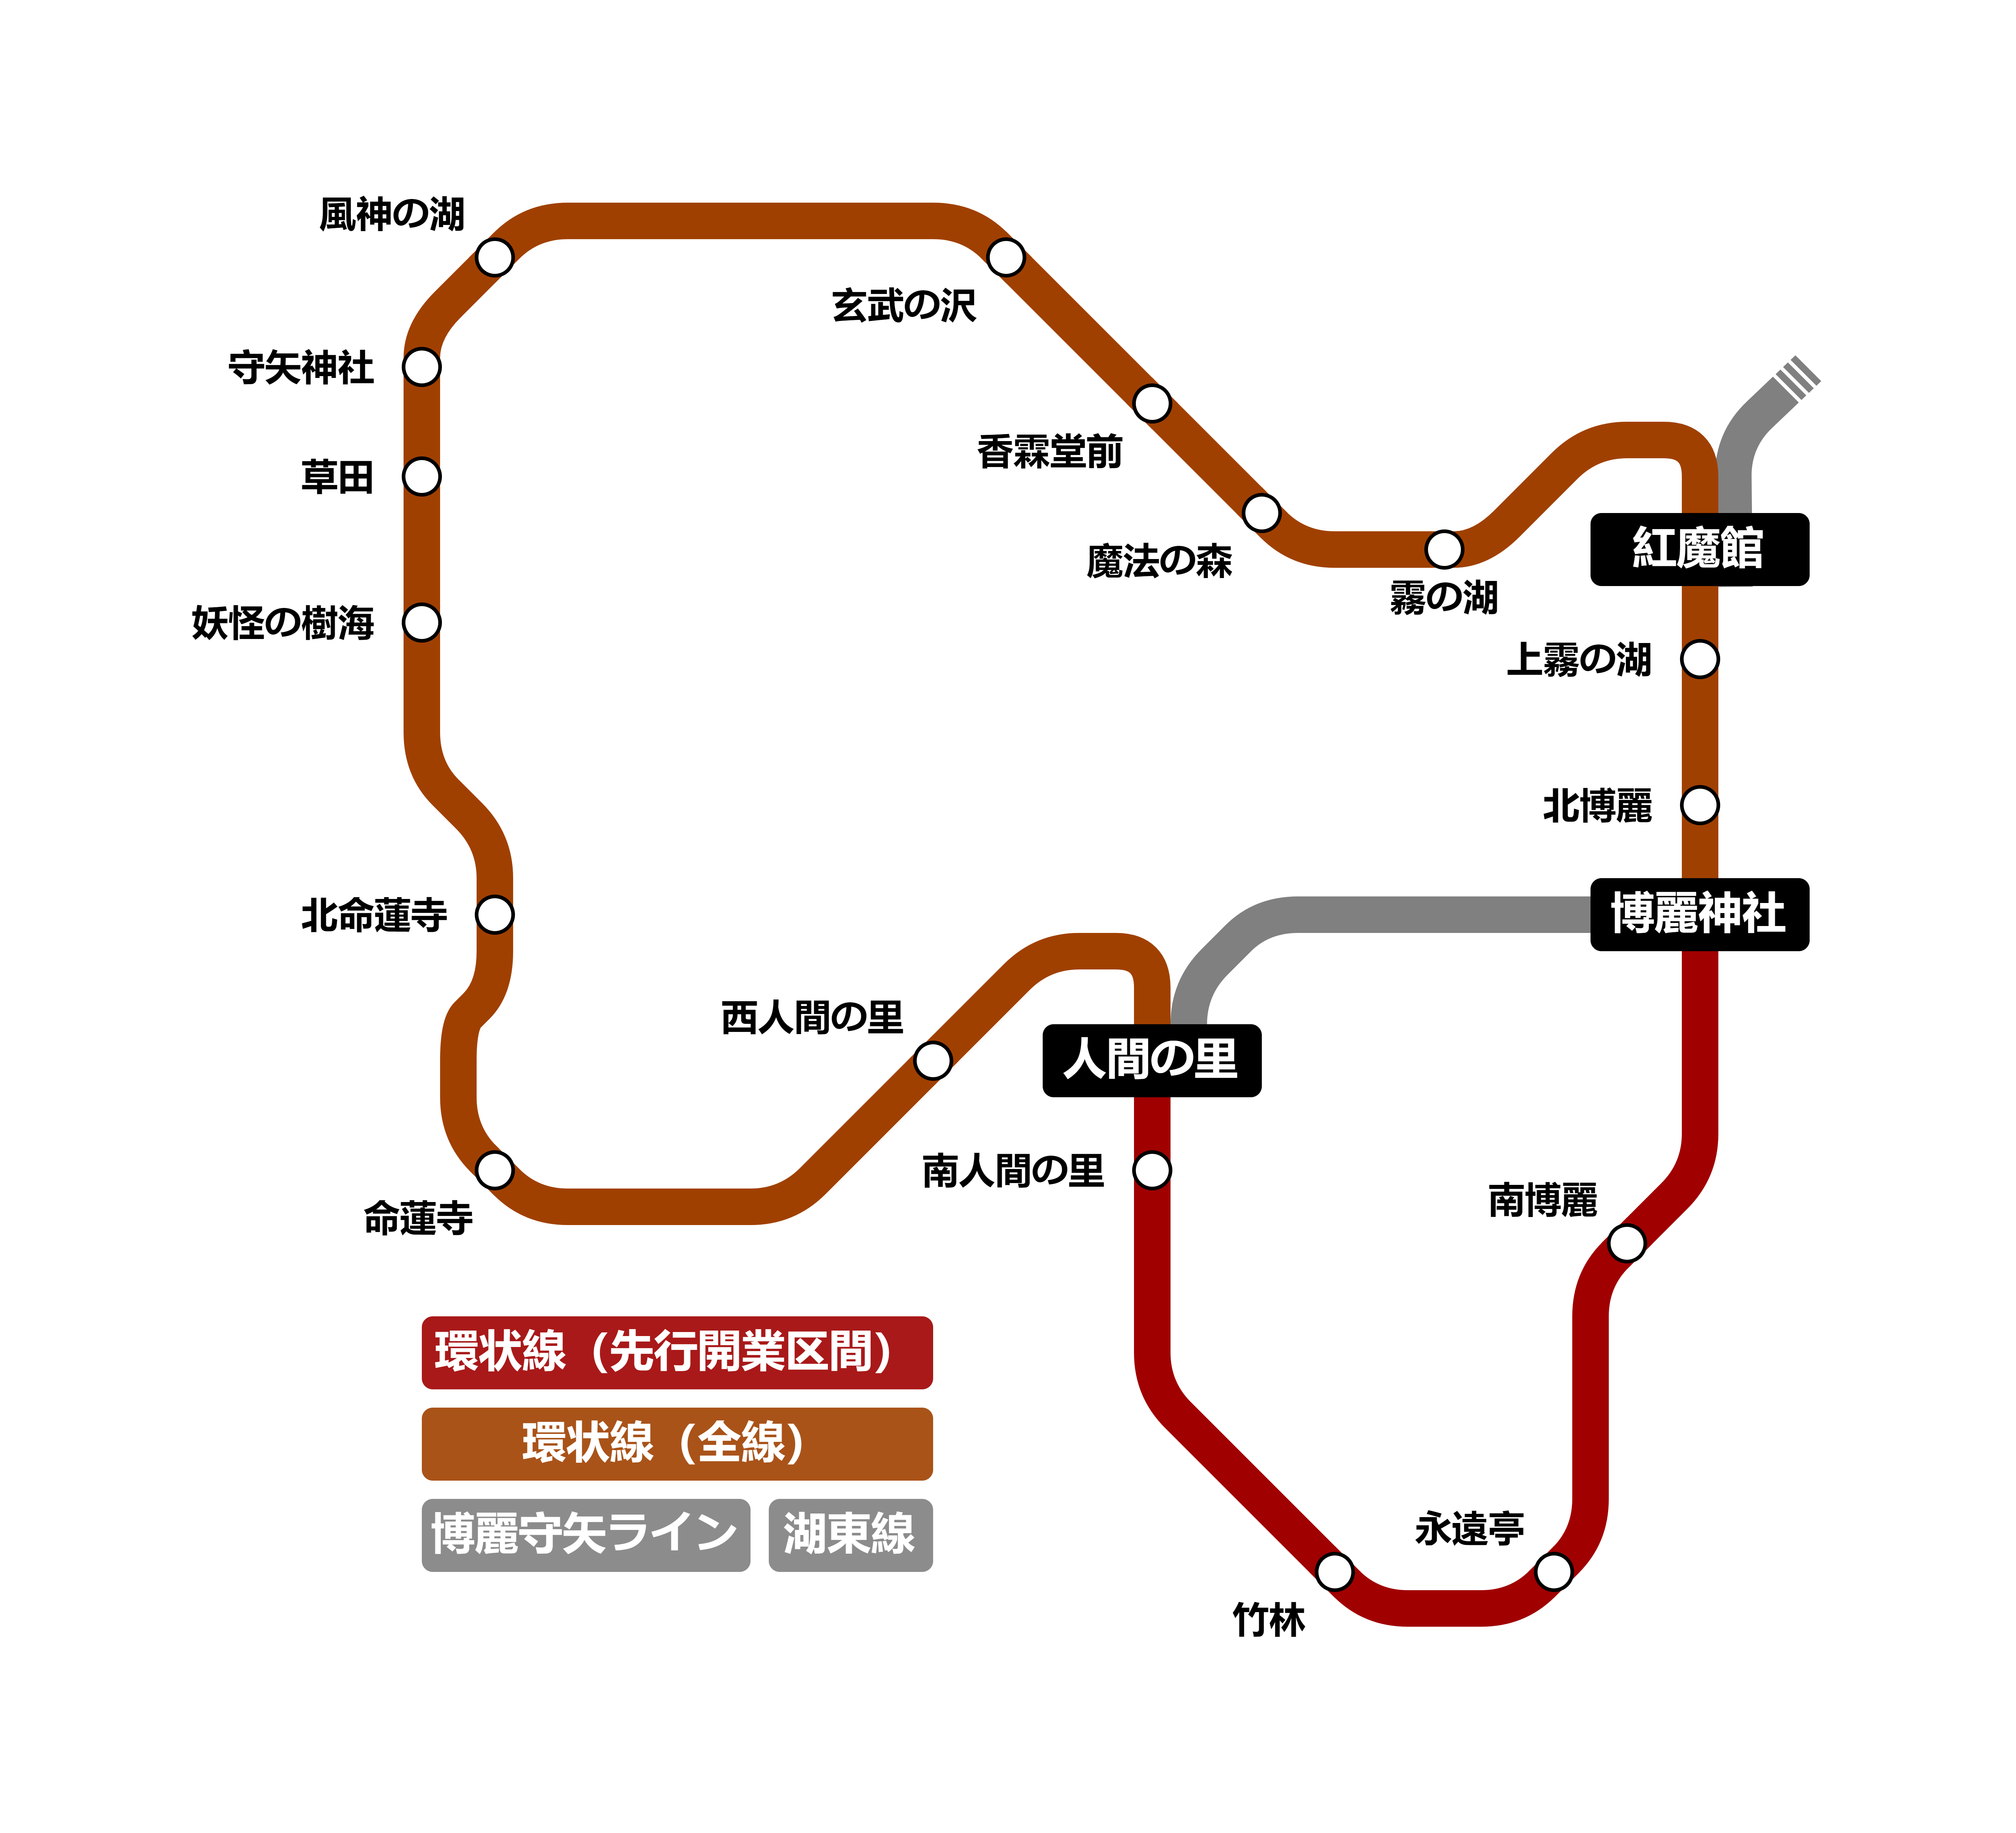 風神の湖
玄武の沢
守矢神社
香霖堂前
草田
紅魔館
魔法の森
霧の湖
妖怪の樹海
上霧の湖
北博麗
北命蓮寺
博麗神社
西人間の里
人間の里
南人間の里
南博麗
命蓮寺
環状線（先行開業区間）
環状線（全線）
博麗守矢ライン
湖東線
永遠亭
竹林